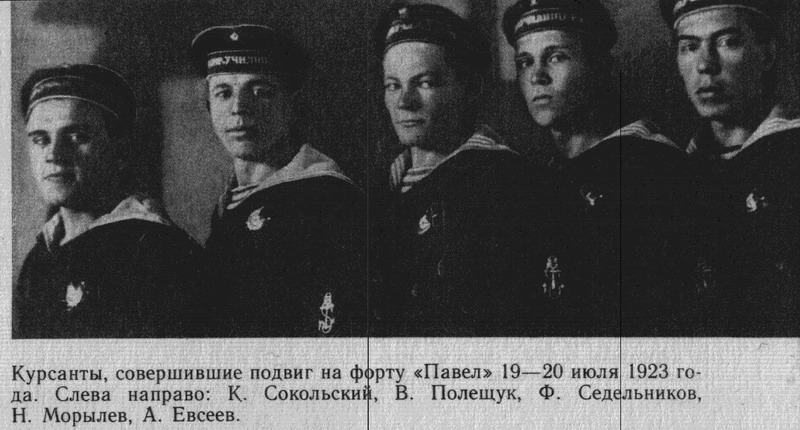 УЧИЛИЩ
Курсанты, совершившие подвиг на форту «Павел» 19—20 июля 1923 го-
да. Слева направо: К. Сокольский, В. Полещук, Ф. Седельников,
Н. Морылев, А. Евсеев.